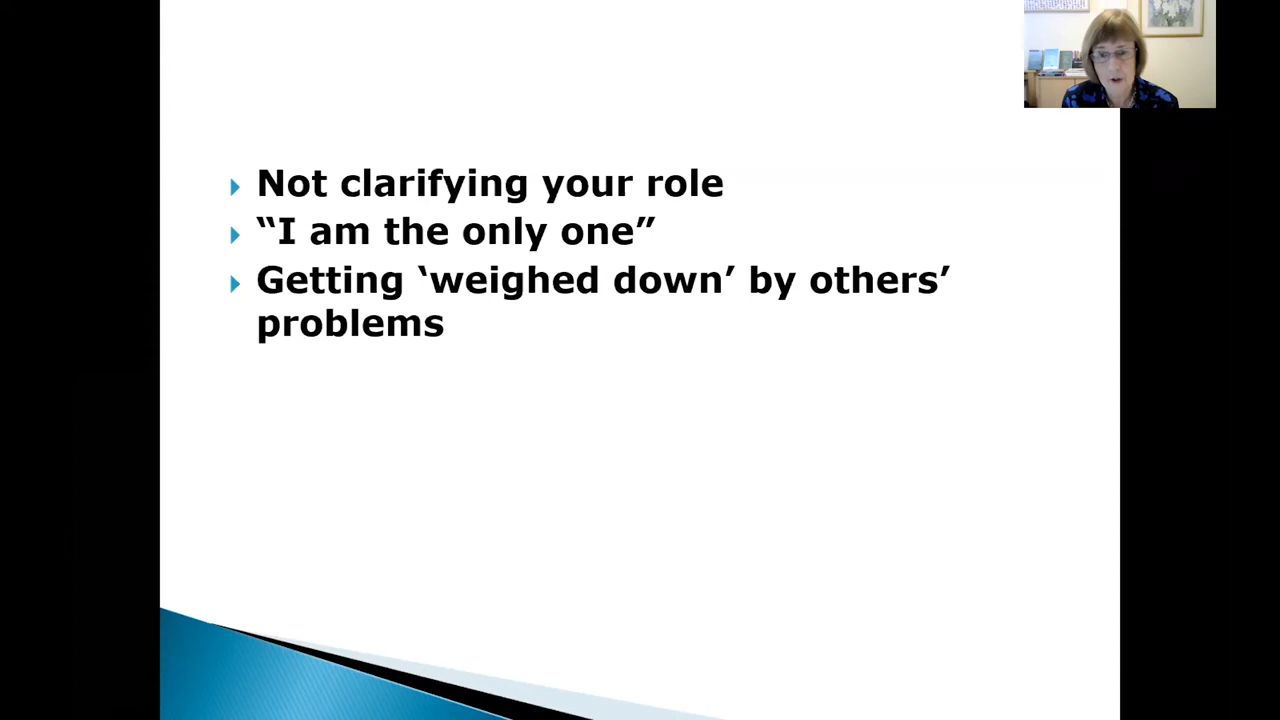 Not clarifying your role
“I am the only one”
Getting ‘weighed down’ by others’
problems